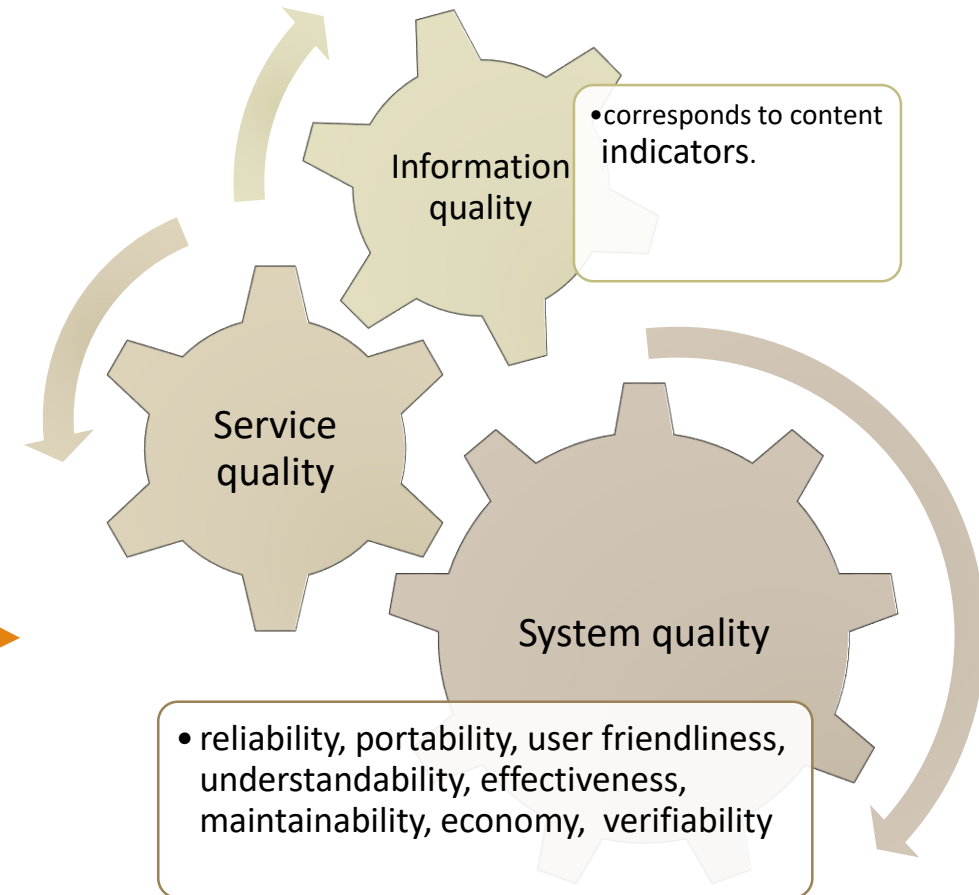 Information
quality
•corresponds to content
indicators.
Service
quality
System quality
• reliability, portability, user friendliness,
understandability, effectiveness,
maintainability, economy,  verifiability